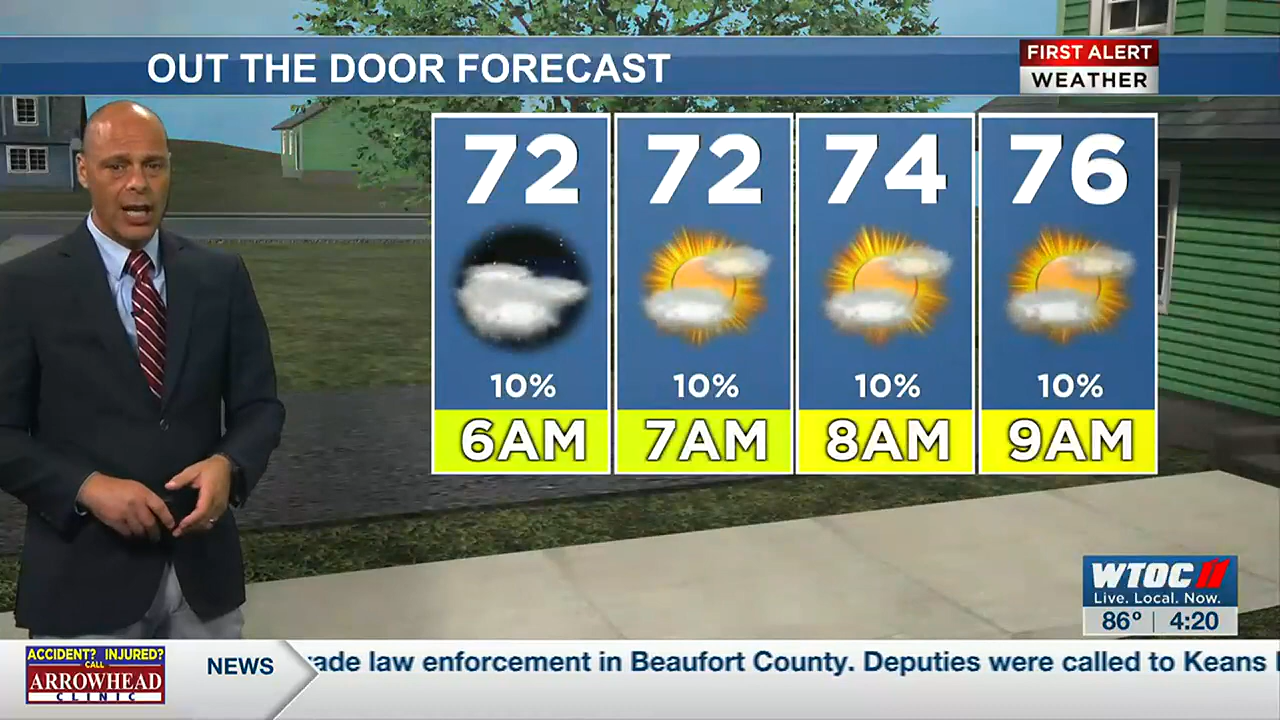 OUT THE DOOR FORECAST
FIRST ALERT
WEATHER
72
10%
6AM
72
10%
7AM
74
10%
8AM
76
10%
9AM
WTOC 11
Live. Local. Now.
86° | 4:20
ACCIDENT? INJURED?
CALL
ARROWHEAD
CLINIC
NEWS
law enforcement in Beaufort County. Deputies were called to Keans